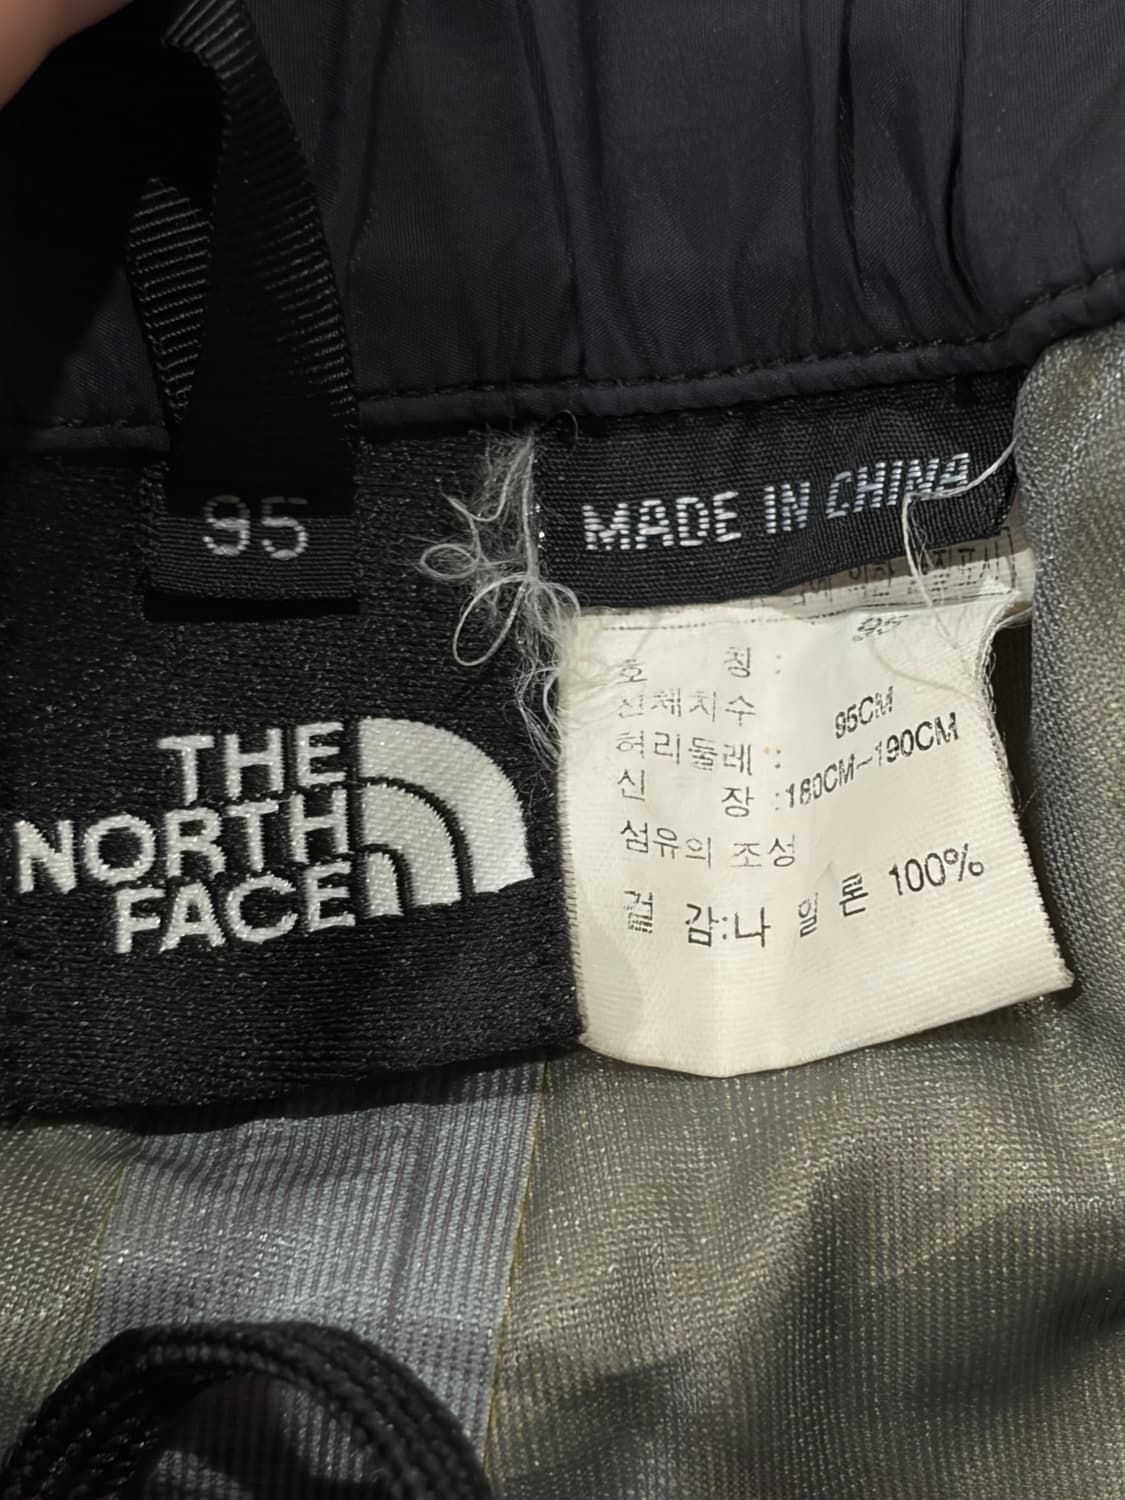 95
MADE IN CHINA
THE
NORTH
FACE
호 칭 : 95
신체치수
허리둘레 : 95CM
신 장 :180CM~190CM
섬유의 조성
겉 감:나 일 론 100%